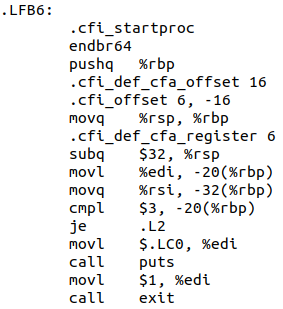 .LFB6:
.cfi_startproc
endbr64
pushq %rbp
.cfi_def_cfa_offset 16
.cfi_offset 6, -16
movq %rsp, %rbp
.cfi_def_cfa_register 6
subq $32, %rsp
movl %edi, -20(%rbp)
movq %rsi, -32(%rbp)
cmpl $3, -20(%rbp)
je .L2
movl $.LC0, %edi
call puts
movl $1, %edi
call exit